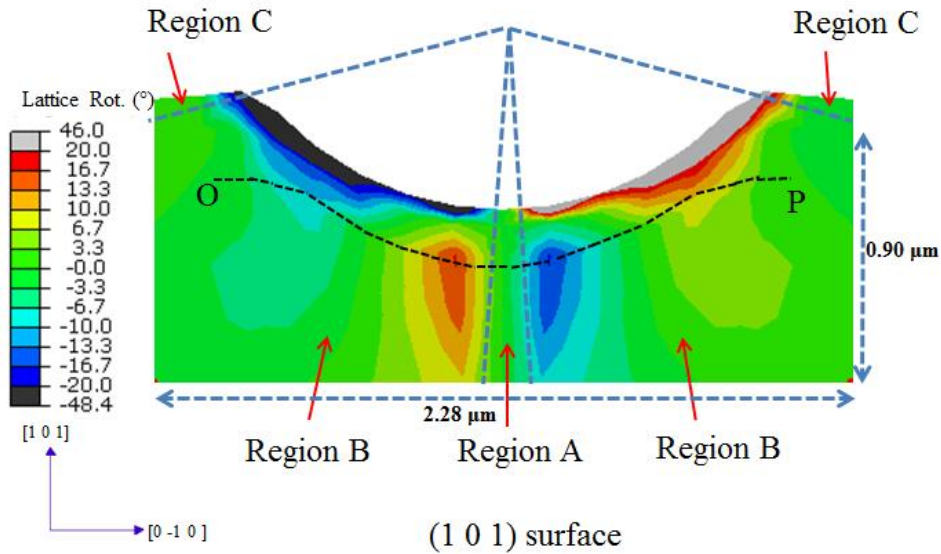 Region C
Region C
Lattice Rot. (°)
46.0
20.0
16.7
13.3
10.0
6.7
3.3
-0.0
-3.3
-6.7
-10.0
-13.3
-16.7
-20.0
-48.4
O
P
0.90 µm
2.28 µm
[1 0 1]
Region B
Region A
Region B
[0 -1 0 ]
(1 0 1) surface